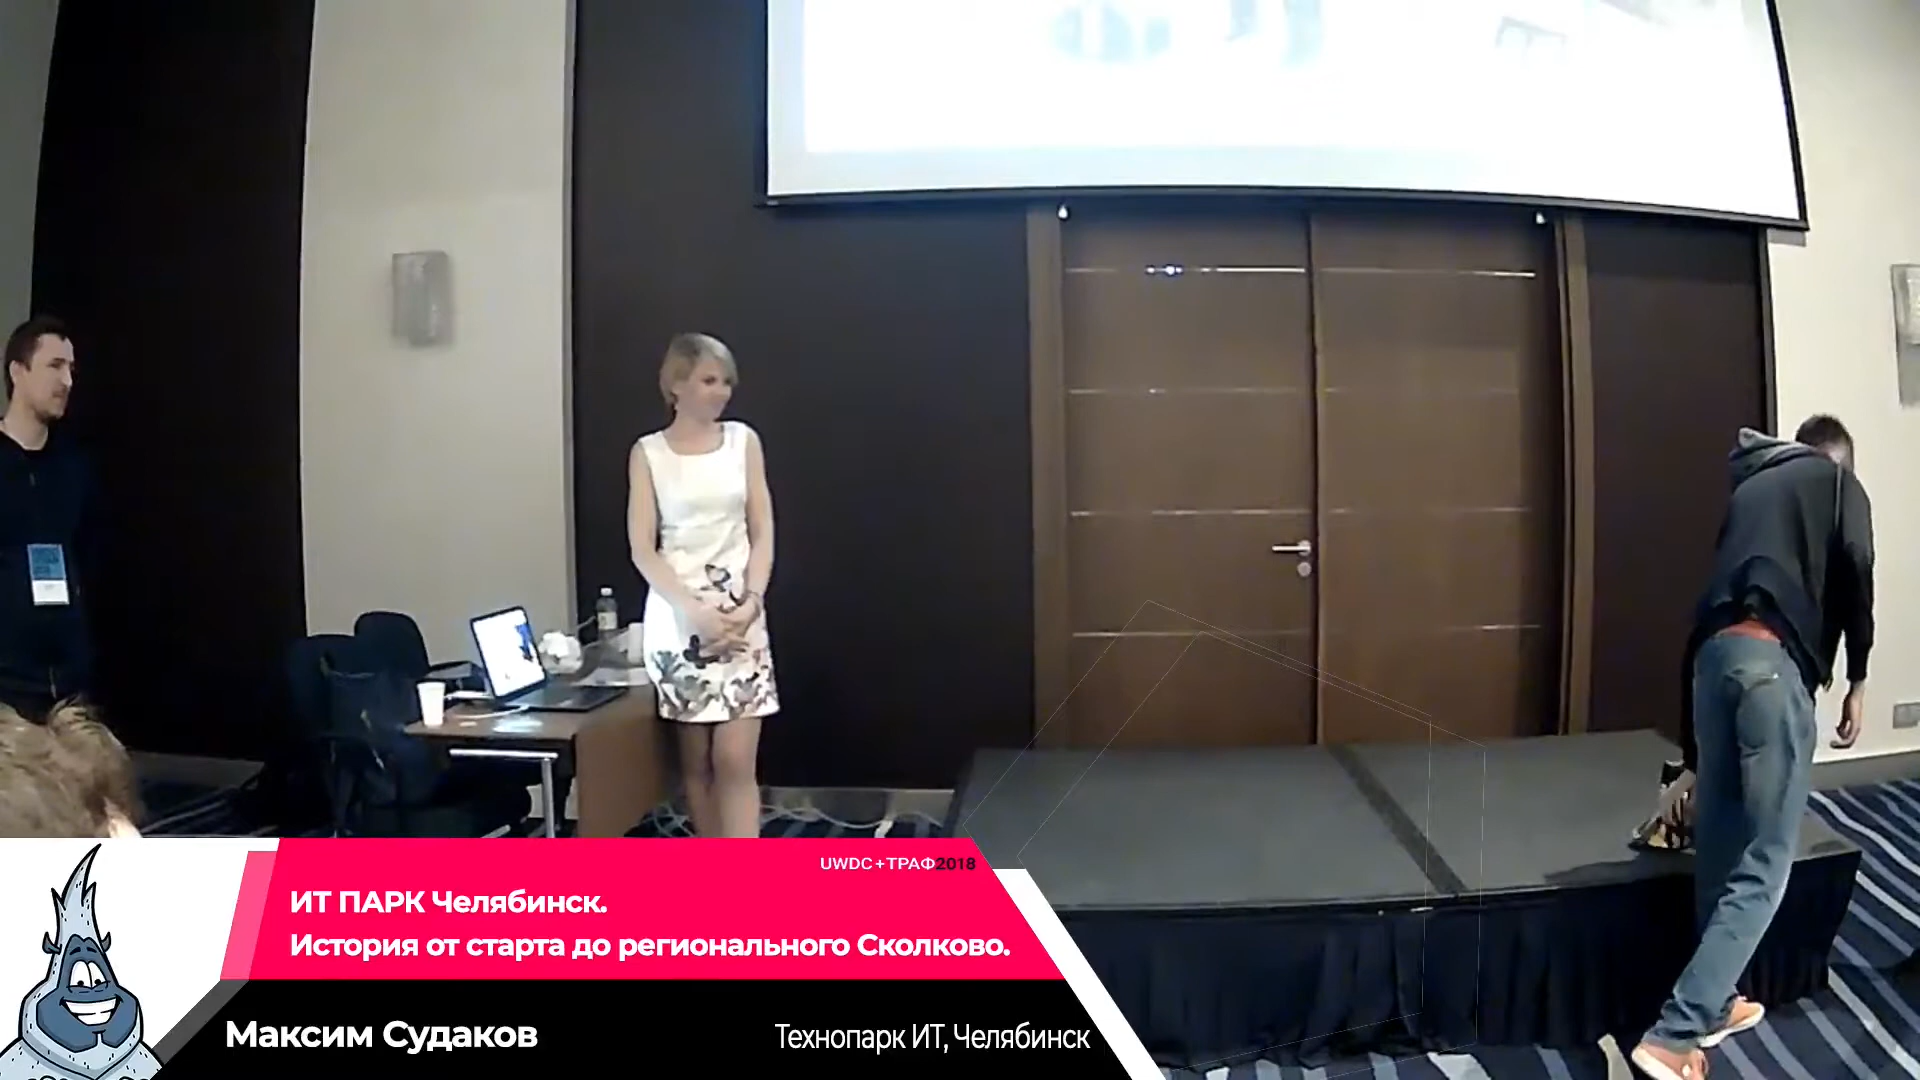 UWDC+ТРАФ2018
ИТ ПАРК Челябинск.
История от старта до регионального Сколково.
Максим Судаков
Технопарк ИТ, Челябинск